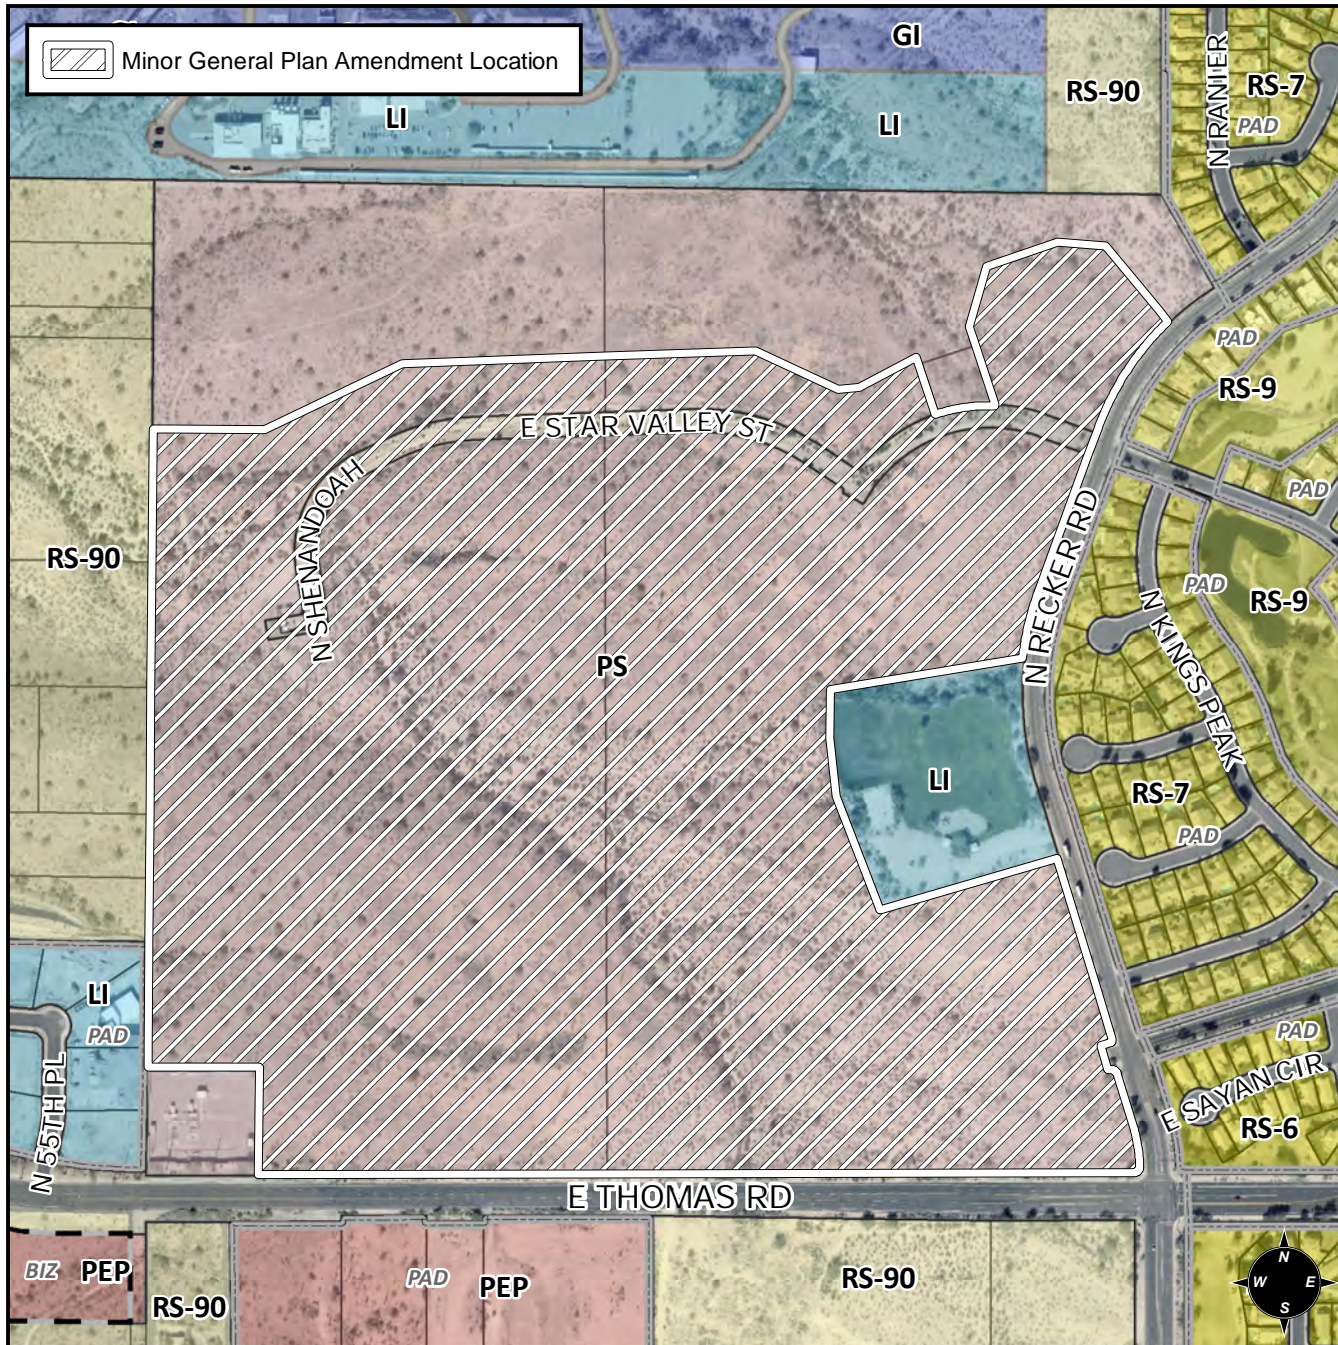 Minor General Plan Amendment Location
GI
LI
LI
RS-90
N RANIER
RS-7
PAD
PAD
RS-9
E STAR VALLEY ST
N SHENANDOAH
PAD
RS-90
N RECKER RD
PAD
RS-9
N KINGS PEAK
PS
LI
RS-7
PAD
LI
PAD
N 55TH PL
PAD
E SAYAN CIR
RS-6
E THOMAS RD
BIZ
PEP
RS-90
PAD
PEP
RS-90
N
W
E
S